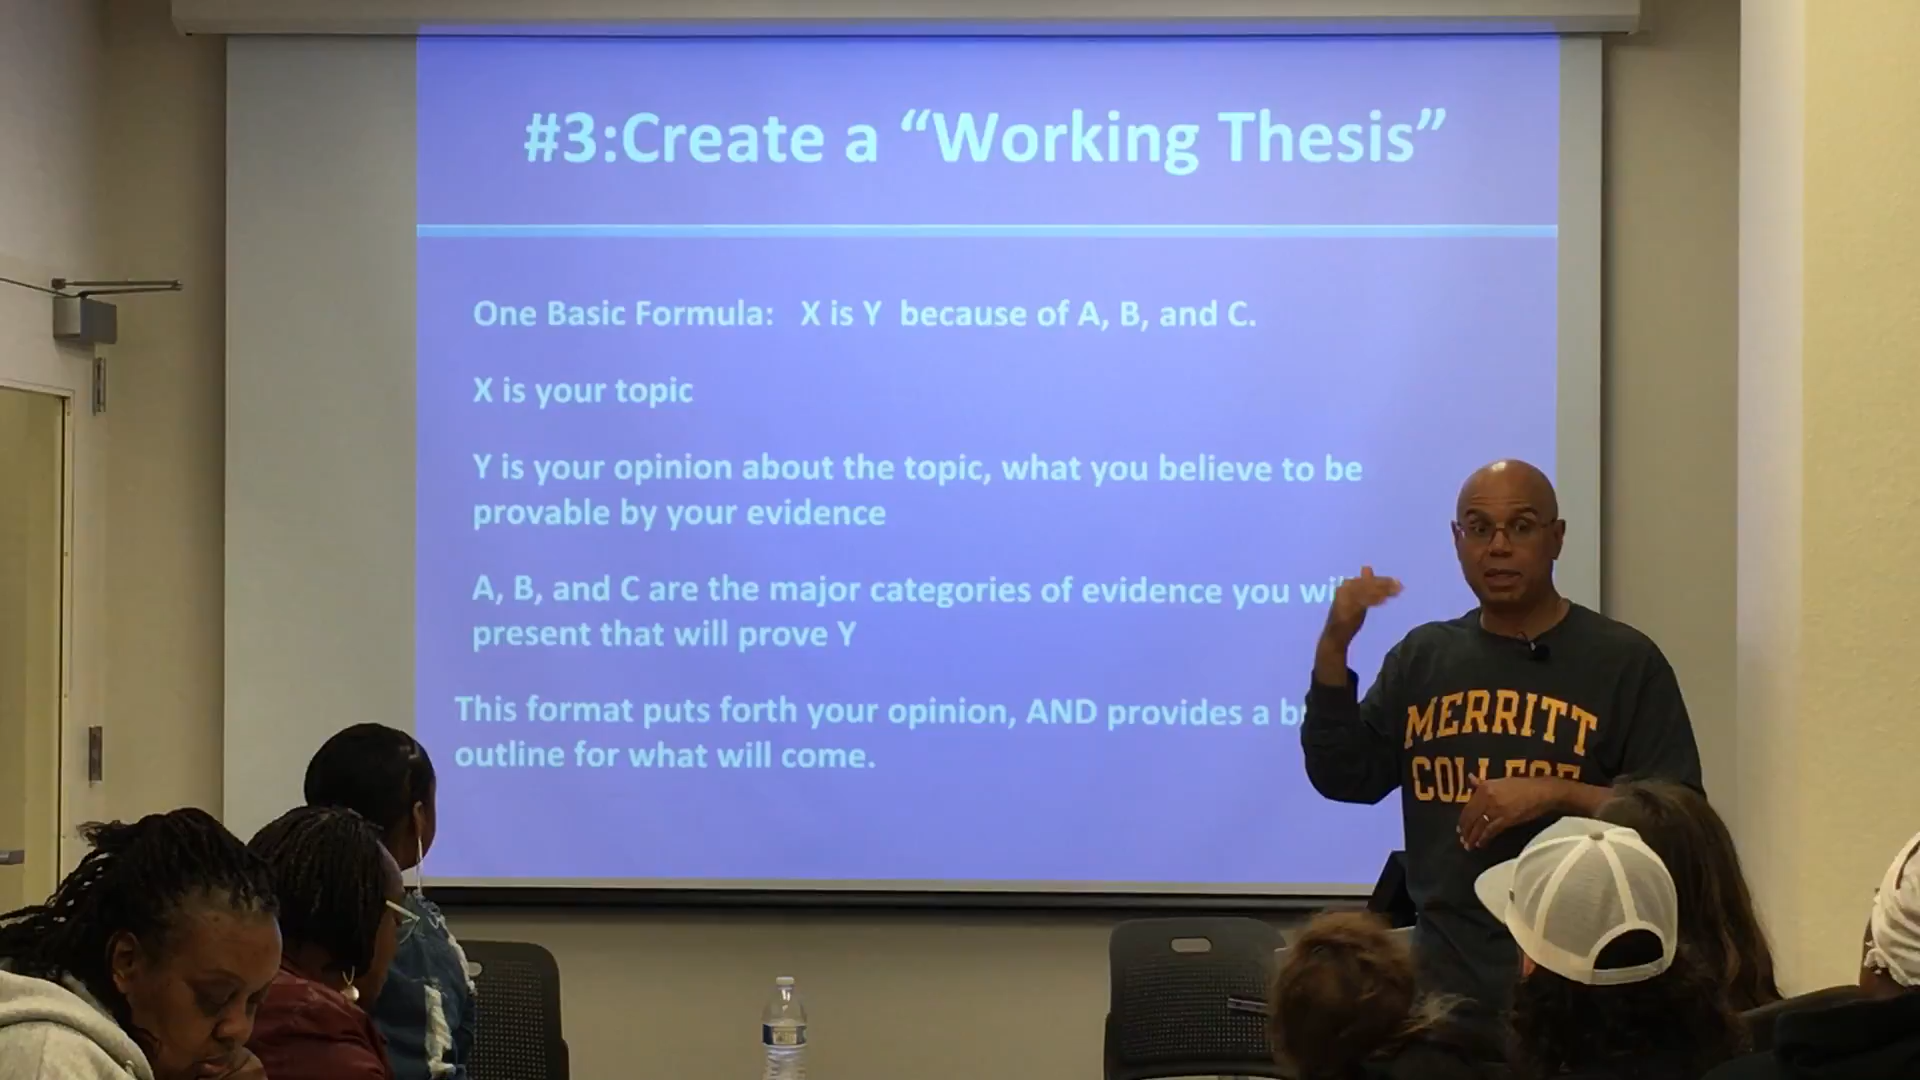 #3:Create a “Working Thesis”
One Basic Formula: X is Y because of A, B, and C.
X is your topic
Y is your opinion about the topic, what you believe to be
provable by your evidence
A, B, and C are the major categories of evidence you
present that will prove Y
This format puts forth your opinion, AND provides a
outline for what will come.
MERRITT
COLLEGE